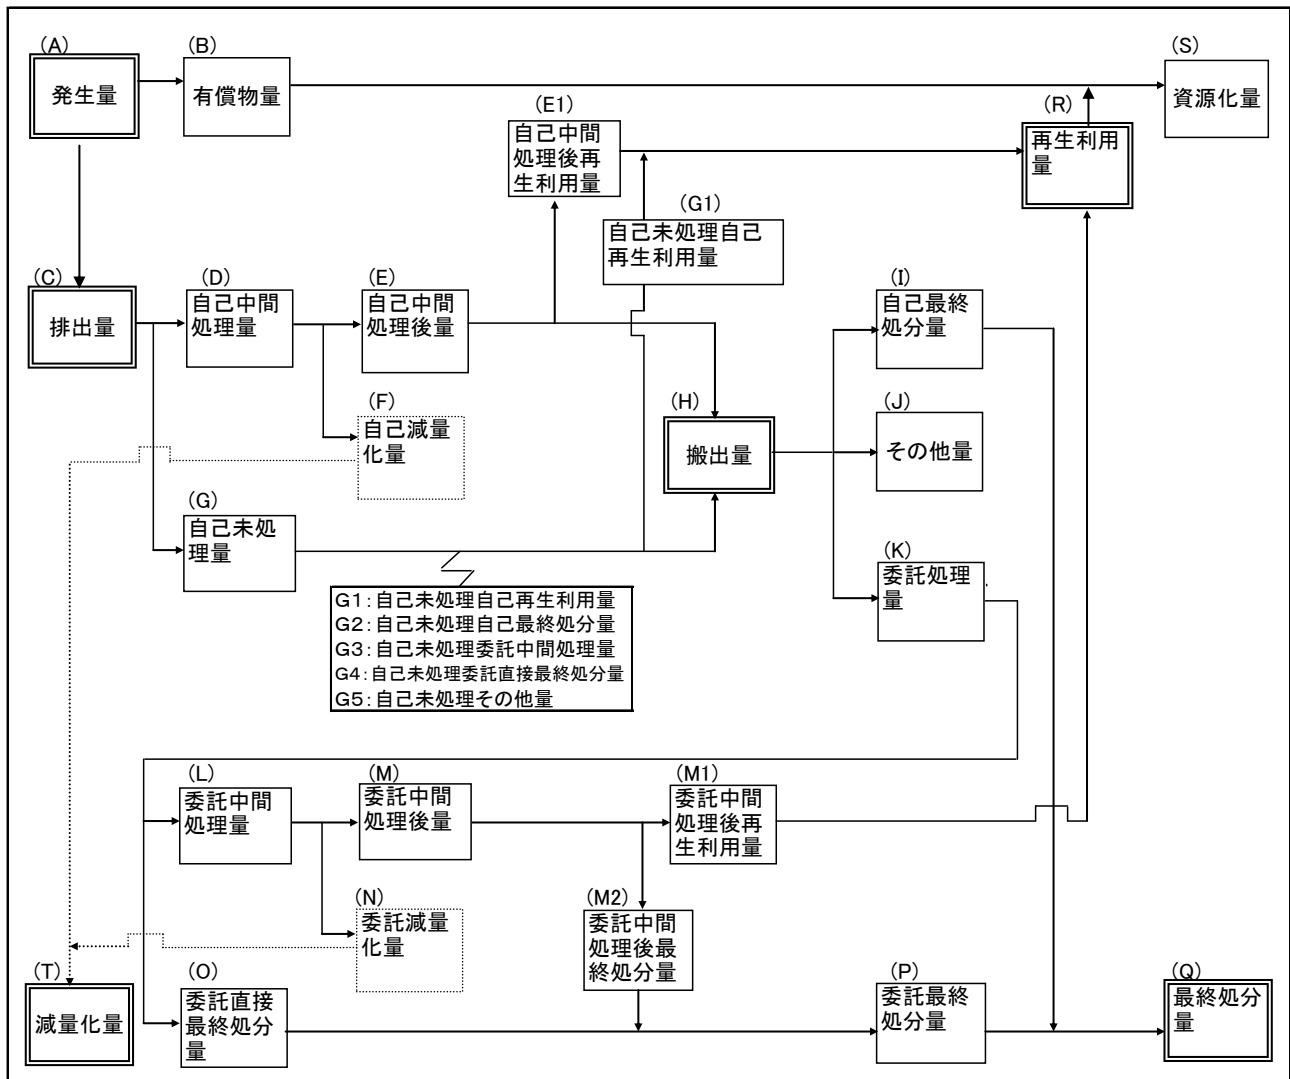 (A)
発生量
(B)
有償物量
(S)
資源化量
(E1)
自己中間
処理後再
生利用量
(R)
再生利用
量
(G1)
自己未処理自己
再生利用量
(C)
排出量
(D)
自己中間
処理量
(E)
自己中間
処理後量
(I)
自己最終
処分量
(F)
自己減量
化量
(H)
搬出量
(J)
その他量
(G)
自己未処
理量
(K)
委託処理
量
G1:自己未処理自己再生利用量
G2:自己未処理自己最終処分量
G3:自己未処理委託中間処理量
G4:自己未処理委託直接最終処分量
G5:自己未処理その他量
(L)
委託中間
処理量
(M)
委託中間
処理後量
(M1)
委託中間
処理後再
生利用量
(N)
委託減量
化量
(M2)
委託中間
処理後最
終処分量
(T)
減量化量
(O)
委託直接
最終処分
量
(P)
委託最終
処分量
(Q)
最終処分
量